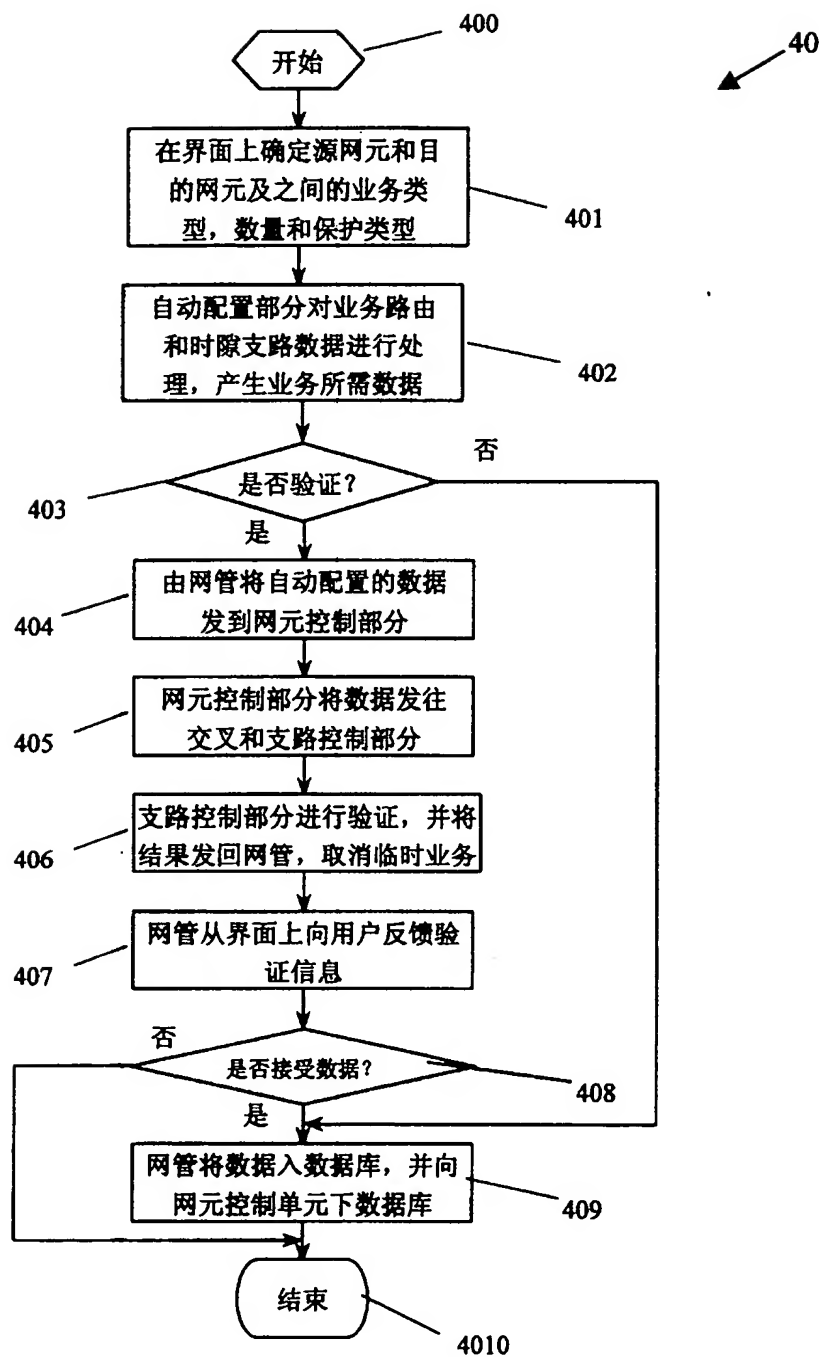 400
40
开始
在界面上确定源网元和目
的网元及之间的业务类
型，数量和保护类型
401
自动配置部分对业务路由
和时隙支路数据进行处
理，产生业务所需数据
402
否
是否验证？
403
是
由网管将自动配置的数据
发到网元控制部分
404
网元控制部分将数据发往
交叉和支路控制部分
405
支路控制部分进行验证，并将
结果发回网管，取消临时业务
406
网管从界面上向用户反馈验
证信息
407
否
是否接受数据？
408
是
网管将数据入数据库，并向
网元控制单元下数据库
409
结束
4010